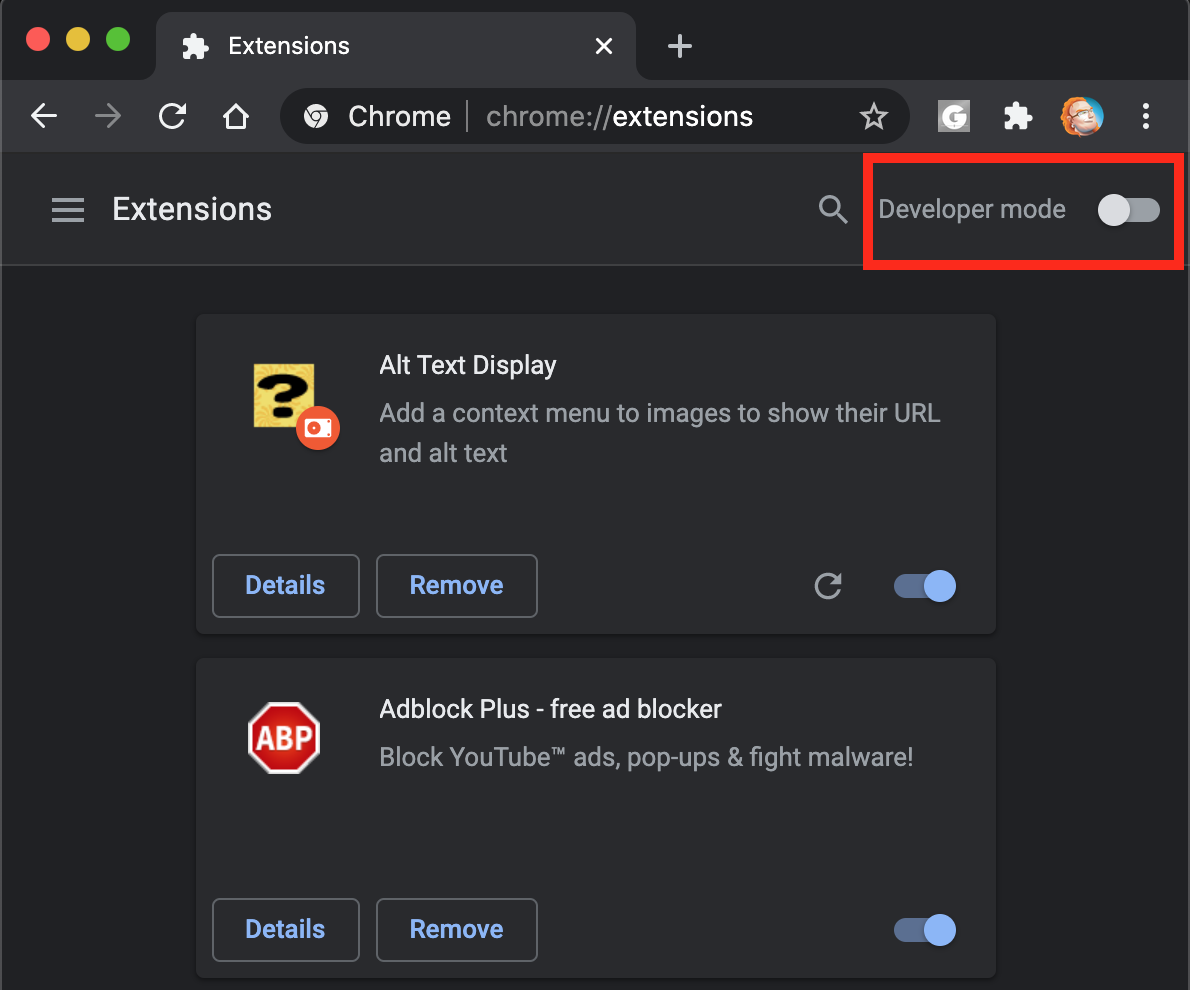 Extensions
Chrome | chrome://extensions
G
Extensions
Developer mode
?
Alt Text Display
Add a context menu to images to show their URL
and alt text
Details Remove
ABP
Adblock Plus - free ad blocker
Block YouTube™ ads, pop-ups & fight malware!
Details Remove